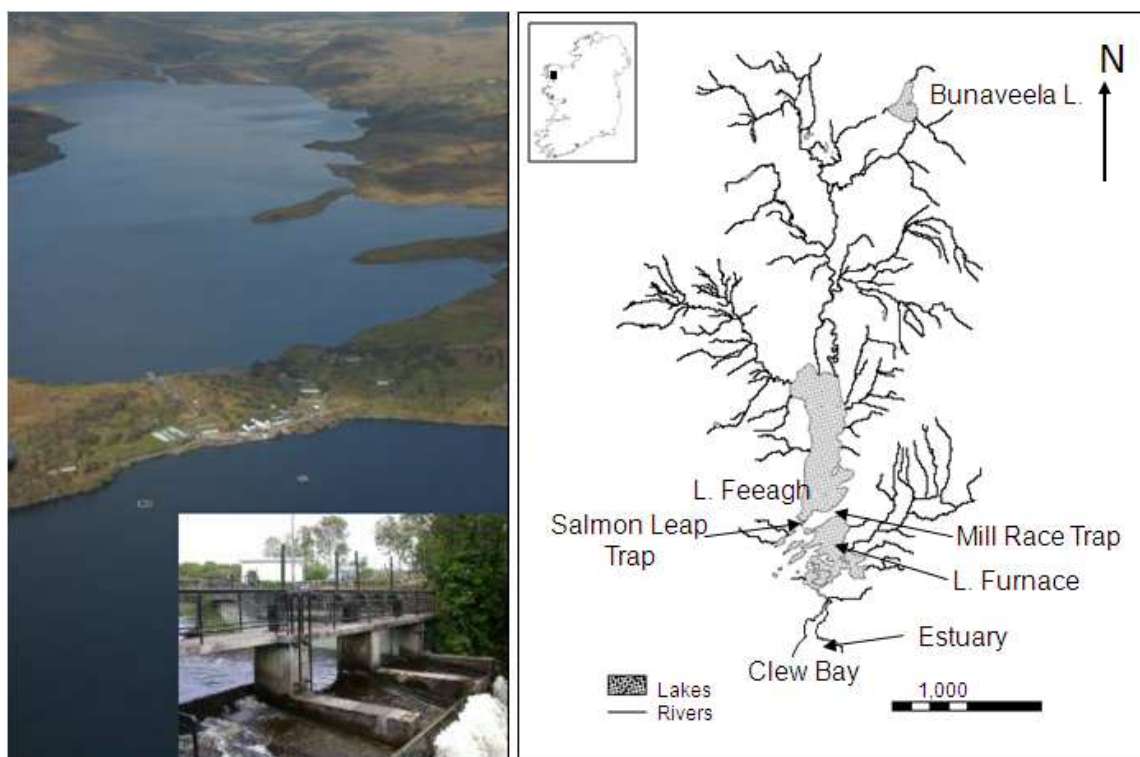 N
Bunaveela L.
L. Feeagh
Salmon Leap
Trap
Mill Race Trap
L. Furnace
Estuary
Clew Bay
Lakes
Rivers
1,000